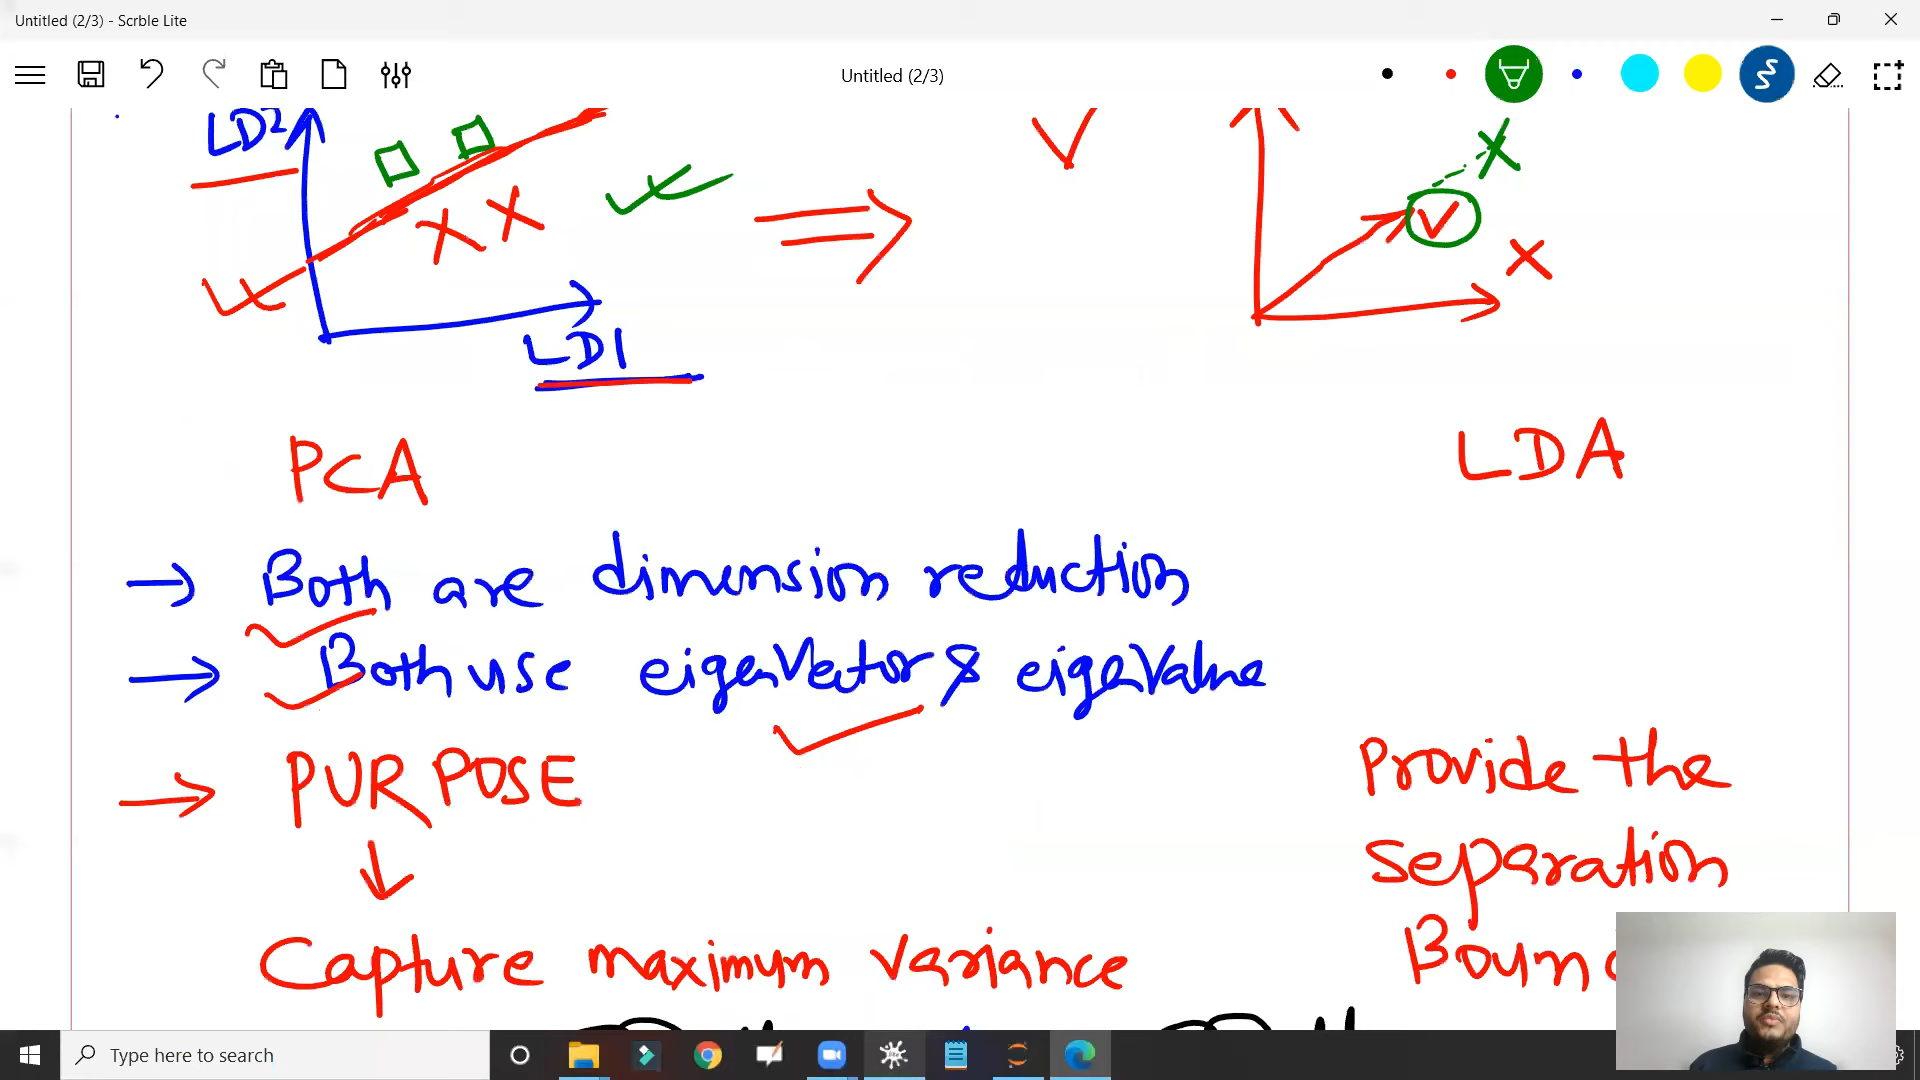 Untitled (2/3) - Scrble Lite
Untitled (2/3)
LD2
V
X
V
X X
X
LD1
PCA
LDA
→ Both are dimension reduction
→ Both use eigenVector & eigenValue
→ PURPOSE
Provide the
separation
Capture maximum variance
Type here to search